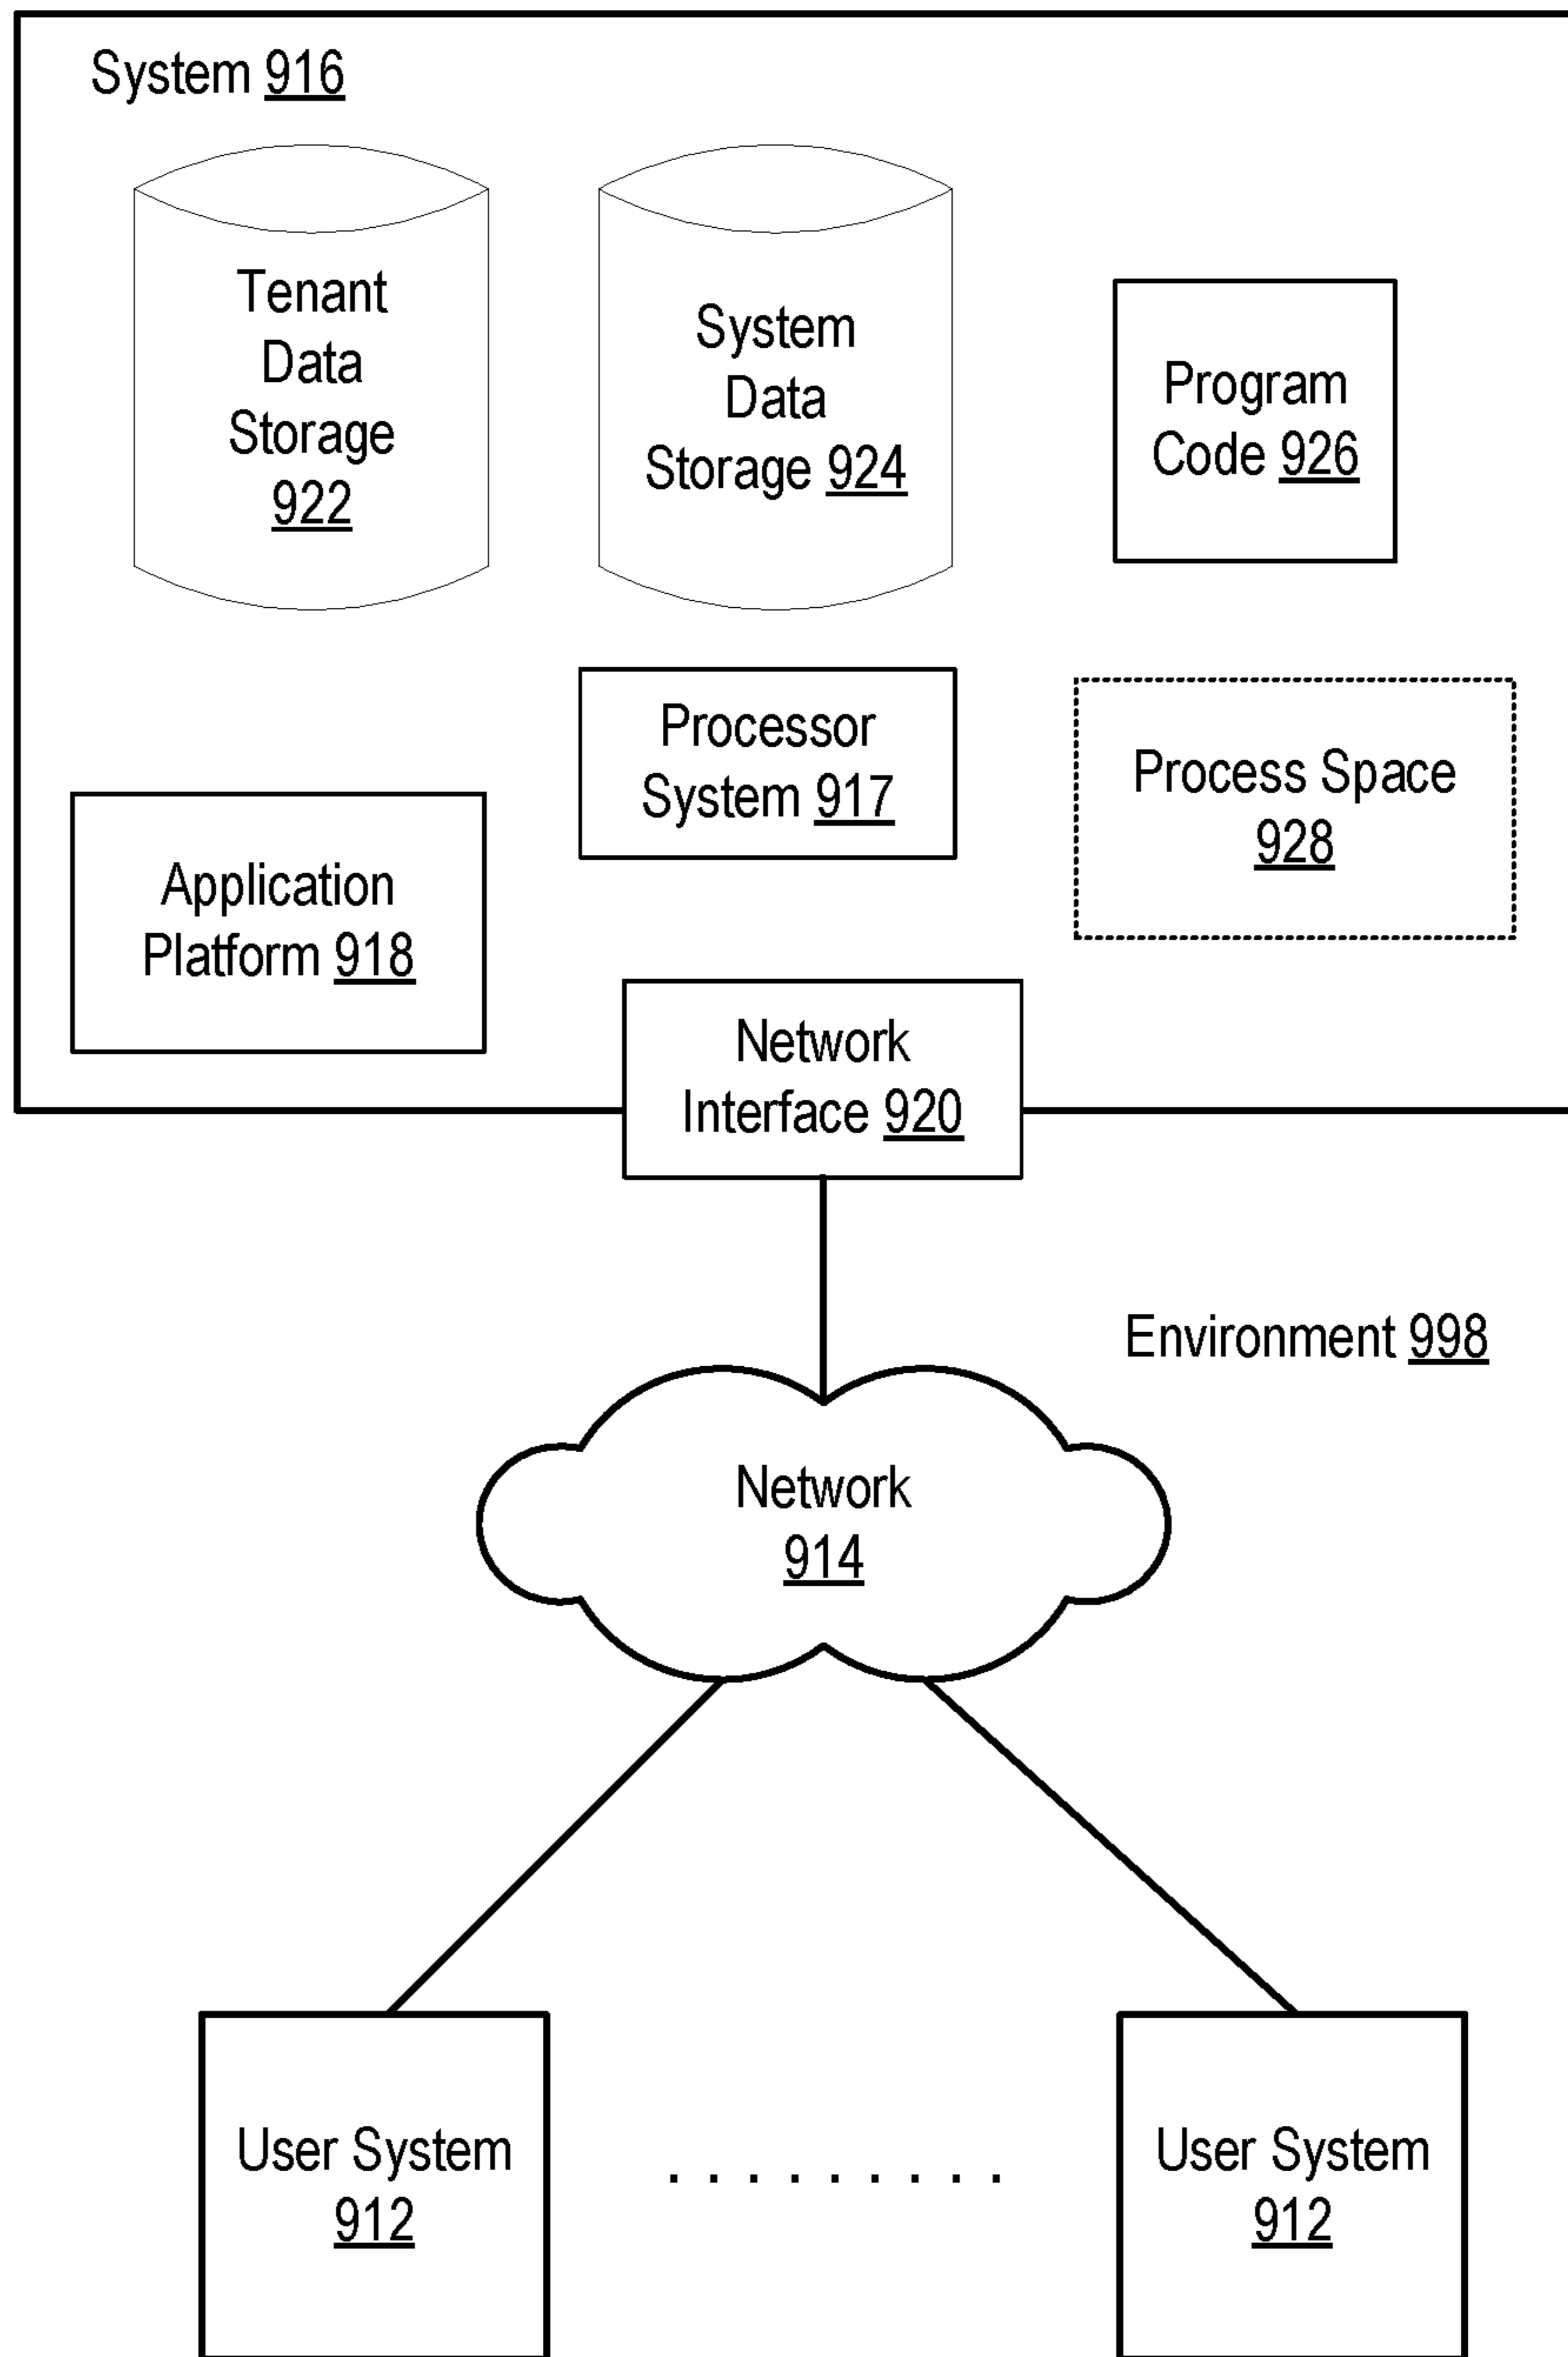 System 916
Tenant
Data
Storage
922
System
Data
Storage 924
Program
Code 926
Processor
System 917
Process Space
928
Application
Platform 918
Network
Interface 920
Environment 998
Network
914
User System
912
. . . . . . . . .
User System
912